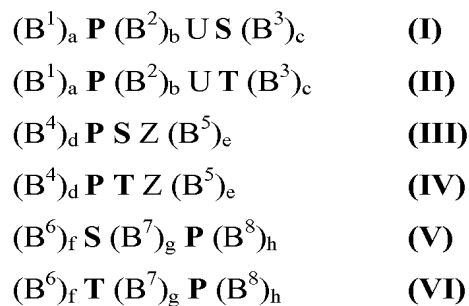 (B¹)ₐ P (B²)b U S (B³)c (I)
(B¹)ₐ P (B²)b U T (B³)c (II)
(B⁴)d P S Z (B⁵)ₑ (III)
(B⁴)d P T Z (B⁵)ₑ (IV)
(B⁶)f S (B⁷)g P (B⁸)ₕ (V)
(B⁶)f T (B⁷)g P (B⁸)ₕ (VI)